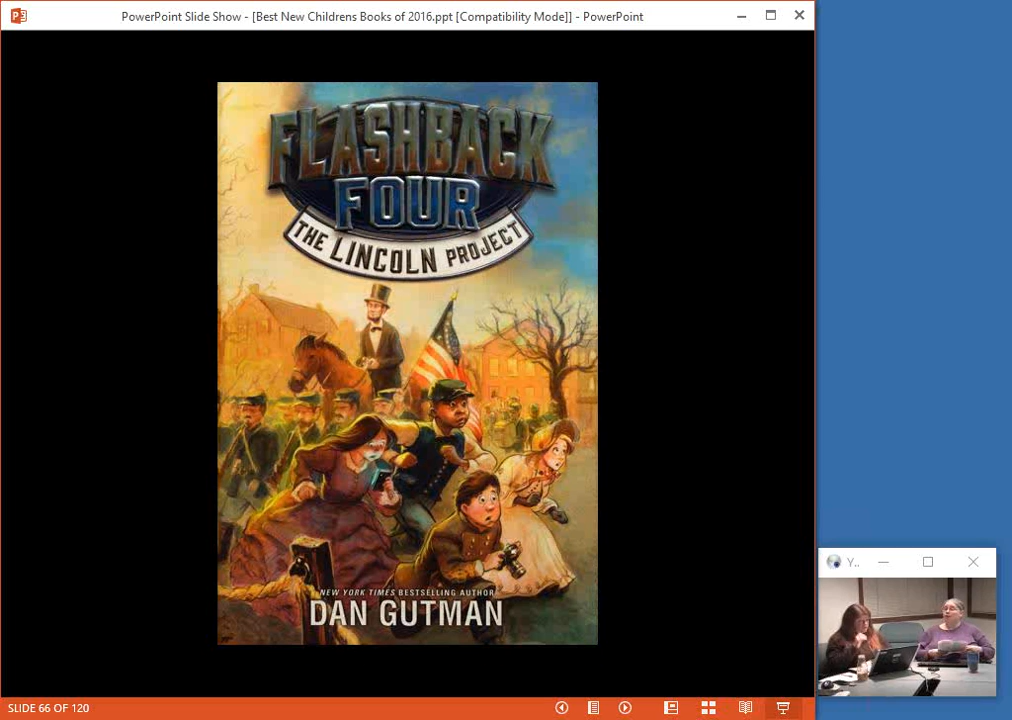 PowerPoint Slide Show - [Best New Childrens Books of 2016.ppt [Compatibility Mode]] - PowerPoint
FLASHBACK
FOUR
THE LINCOLN PROJECT
NEW YORK TIMES BESTSELLING AUTHOR
DAN GUTMAN
Y..
SLIDE 66 OF 120